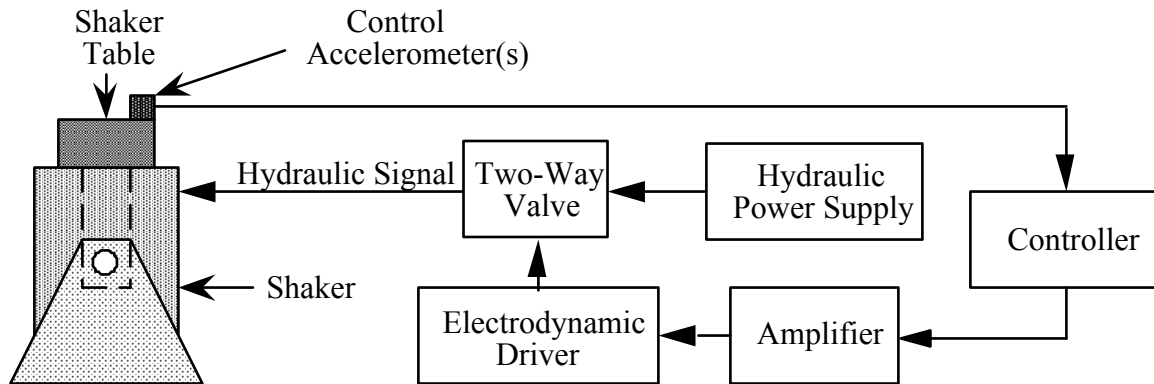 Shaker
Table
Control
Accelerometer(s)
Hydraulic Signal
Two-Way
Valve
Hydraulic
Power Supply
Controller
Shaker
Electrodynamic
Driver
Amplifier